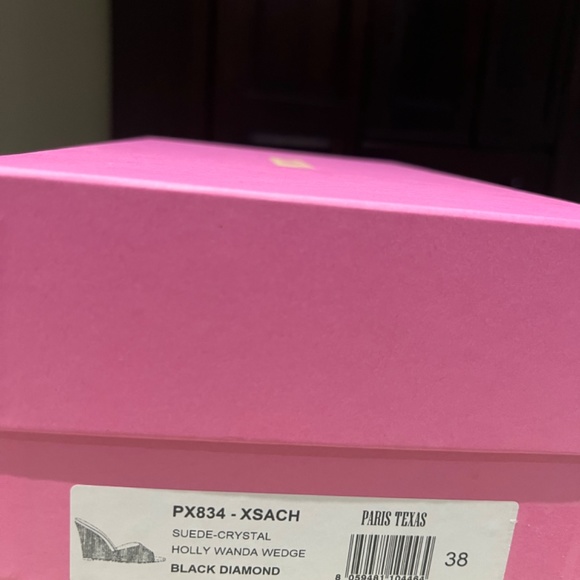 PX834 - XSACH
PARIS TEXAS
SUEDE-CRYSTAL
HOLLY WANDA WEDGE
38
BLACK DIAMOND